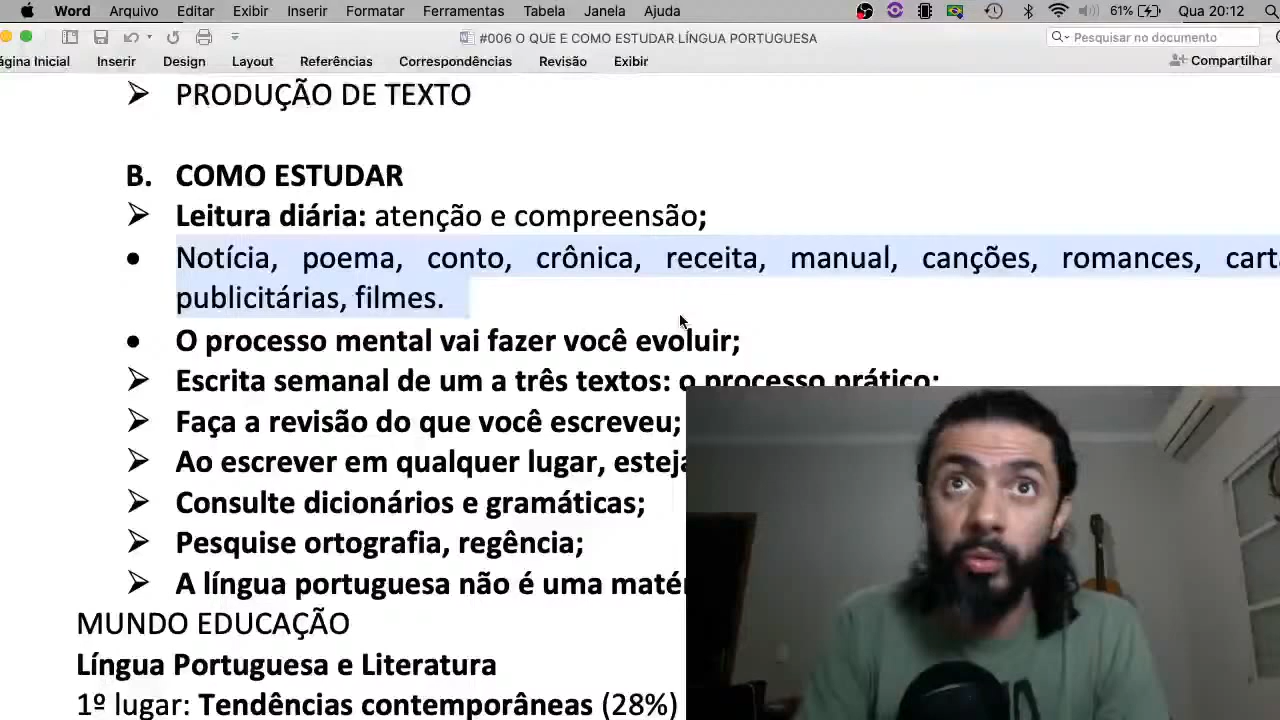 Word Arquivo Editar Exibir Inserir Formatar Ferramentas Tabela Janela Ajuda 61% Qua 20:12
#006 O QUE E COMO ESTUDAR LÍNGUA PORTUGUESA Pesquisar no documento
ágina Inicial Inserir Design Layout Referências Correspondências Revisão Exibir Compartilhar
➢ PRODUÇÃO DE TEXTO
B. COMO ESTUDAR
➢ Leitura diária: atenção e compreensão;
• Notícia, poema, conto, crônica, receita, manual, canções, romances, carta
publicitárias, filmes.
• O processo mental vai fazer você evoluir;
➢ Escrita semanal de um a três textos: o processo prático;
➢ Faça a revisão do que você escreveu;
➢ Ao escrever em qualquer lugar, esteja
➢ Consulte dicionários e gramáticas;
➢ Pesquise ortografia, regência;
➢ A língua portuguesa não é uma maté
MUNDO EDUCAÇÃO
Língua Portuguesa e Literatura
1º lugar: Tendências contemporâneas (28%)